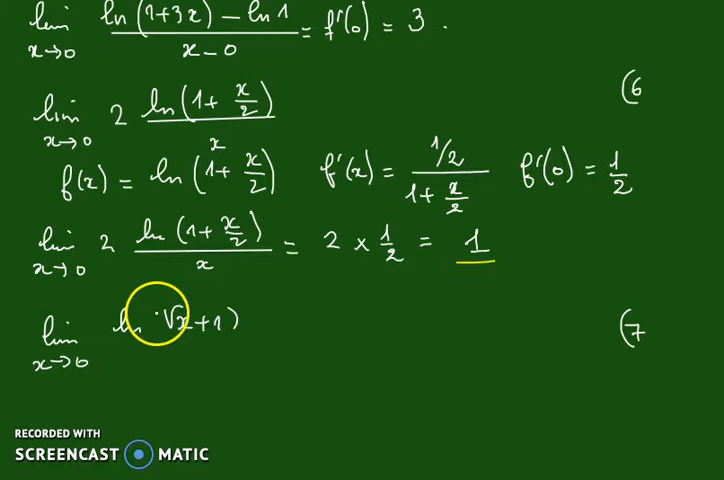 lim x→0 (ln(1+3x) − ln 1)/(x−0) = f'(0) = 3.
lim x→0 2 ln(1+x/2)/x (6
f(x) = ln(1+x/2) f'(x) = (1/2)/(1+x/2) f'(0) = 1/2
lim x→0 2 ln(1+x/2)/x = 2 × 1/2 = 1
lim x→0 ln √x+1) (7
RECORDED WITH
SCREENCAST MATIC